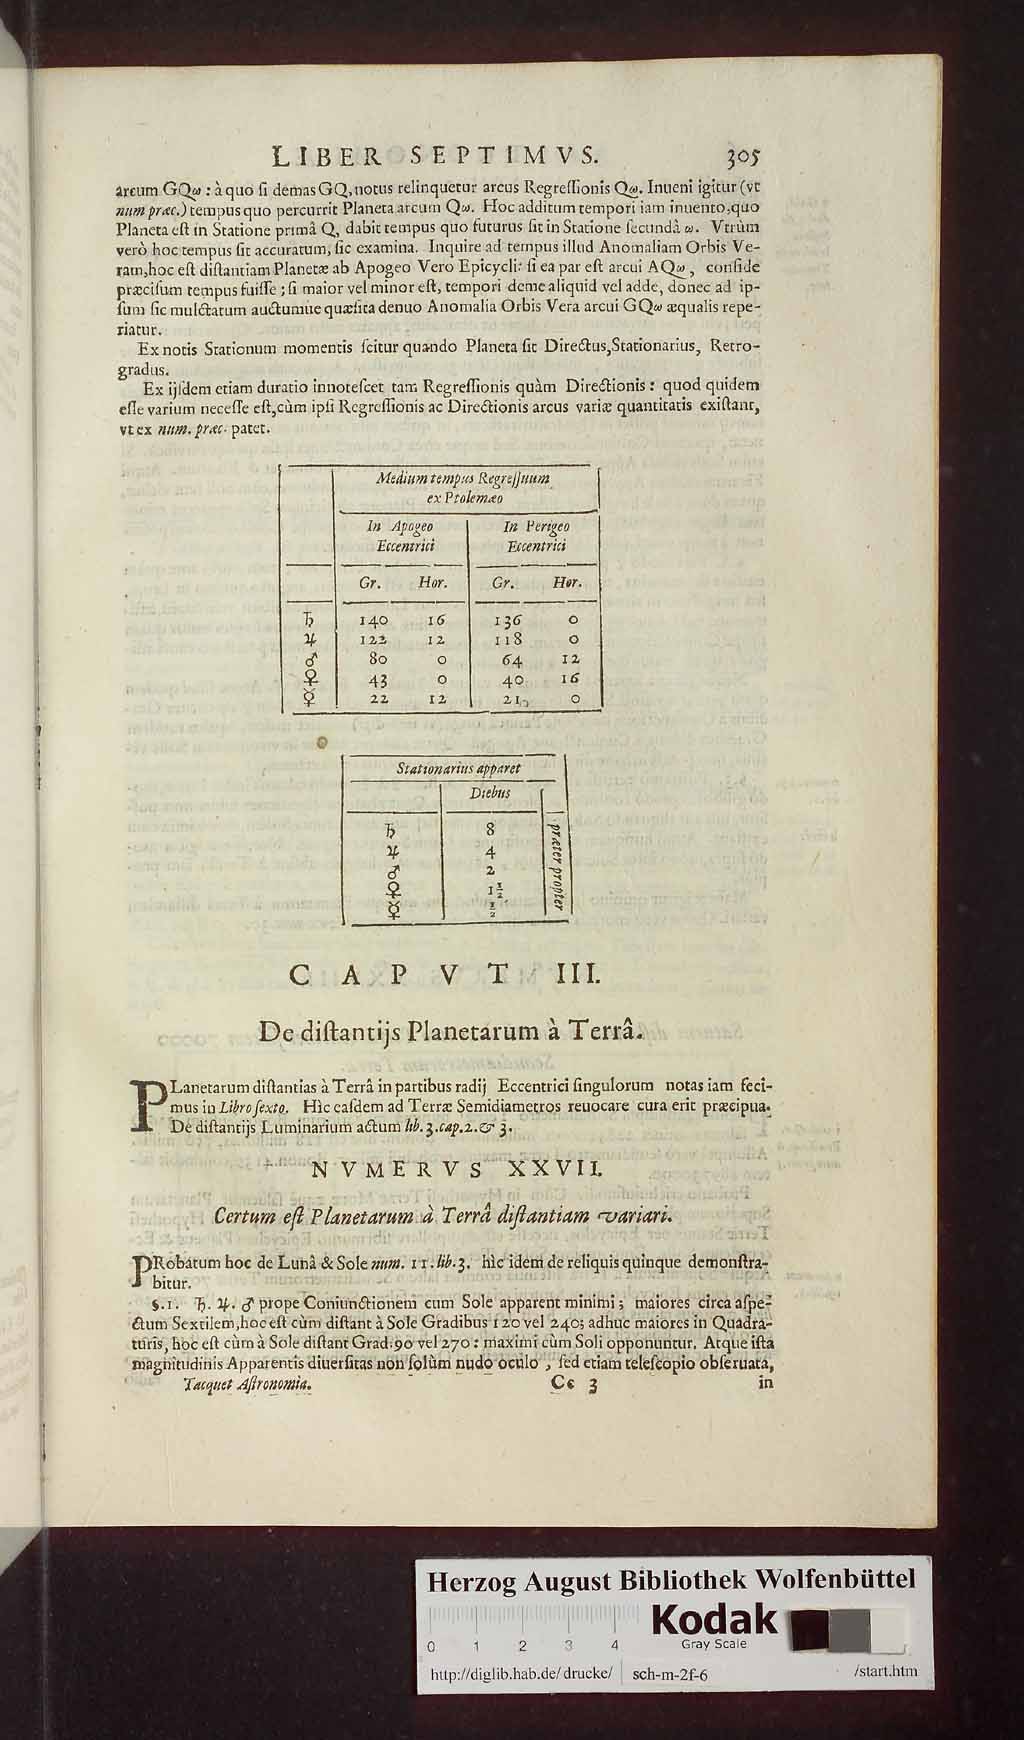 LIBER SEPTIMVS. 305
arcum GQω : à quo ſi demas GQ, notus relinquetur arcus Regreſſionis Qω. Inueni igitur (vt
num præc.) tempus quo percurrit Planeta arcum Qω. Hoc additum tempori iam inuento, quo
Planeta eſt in Statione primâ Q, dabit tempus quo futurus ſit in Statione ſecundâ ω. Vtrùm
verò hoc tempus ſit accuratum, ſic examina. Inquire ad tempus illud Anomaliam Orbis Ve-
ram, hoc eſt diſtantiam Planetæ ab Apogeo Vero Epicycli: ſi ea par eſt arcui AQω, conſide
præciſum tempus fuiſſe ; ſi maior vel minor eſt, tempori deme aliquid vel adde, donec ad ip-
ſum ſic mulctatum auctumue quæſita denuo Anomalia Orbis Vera arcui GQω æqualis repe-
riatur.
Ex notis Stationum momentis ſcitur quando Planeta ſit Directus, Stationarius, Retro-
gradus.
Ex ijſdem etiam duratio innoteſcet tam Regreſſionis quàm Directionis : quod quidem
eſſe varium neceſſe eſt, cùm ipſi Regreſſionis ac Directionis arcus variæ quantitatis exiſtant,
vt ex num. præc. patet.
Medium tempus Regreſſuum
ex Ptolemæo
In Apogeo In Perigeo
Eccentrici Eccentrici
Gr. Hor. Gr. Hor.
♄ 140 16 136 0
♃ 122 12 118 0
♂ 80 0 64 12
♀ 43 0 40 16
☿ 22 12 21 0
Stationarius apparet
Diebus
♄ 8
♃ 4
♂ 2
♀ 1 1/2
☿ 1/2
præter propter
CAPVT III.
De diſtantijs Planetarum à Terrâ.
PLanetarum diſtantias à Terrâ in partibus radij Eccentrici ſingulorum notas iam feci-
mus in Libro ſexto. Hìc eaſdem ad Terræ Semidiametros reuocare cura erit præcipua.
De diſtantijs Luminarium actum lib. 3. cap. 2. & 3.
NVMERVS XXVII.
Certum eſt Planetarum à Terrâ diſtantiam variari.
PRobatum hoc de Lunâ & Sole num. 11. lib. 3. hìc idem de reliquis quinque demonſtra-
bitur.
§. 1. ♄. ♃. ♂ prope Coniunctionem cum Sole apparent minimi ; maiores circa aſpe-
ctum Sextilem, hoc eſt cùm diſtant à Sole Gradibus 120 vel 240; adhuc maiores in Quadra-
turis, hoc eſt cùm à Sole diſtant Grad. 90 vel 270 : maximi cùm Soli opponuntur. Atque iſta
magnitudinis Apparentis diuerſitas non ſolùm nudo oculo , ſed etiam teleſcopio obſeruata,
Tacquet Aſtronomia. Cc 3 in
Herzog August Bibliothek Wolfenbüttel
Kodak
0 1 2 3 4 Gray Scale
http://diglib.hab.de/drucke/ sch-m-2f-6 /start.htm